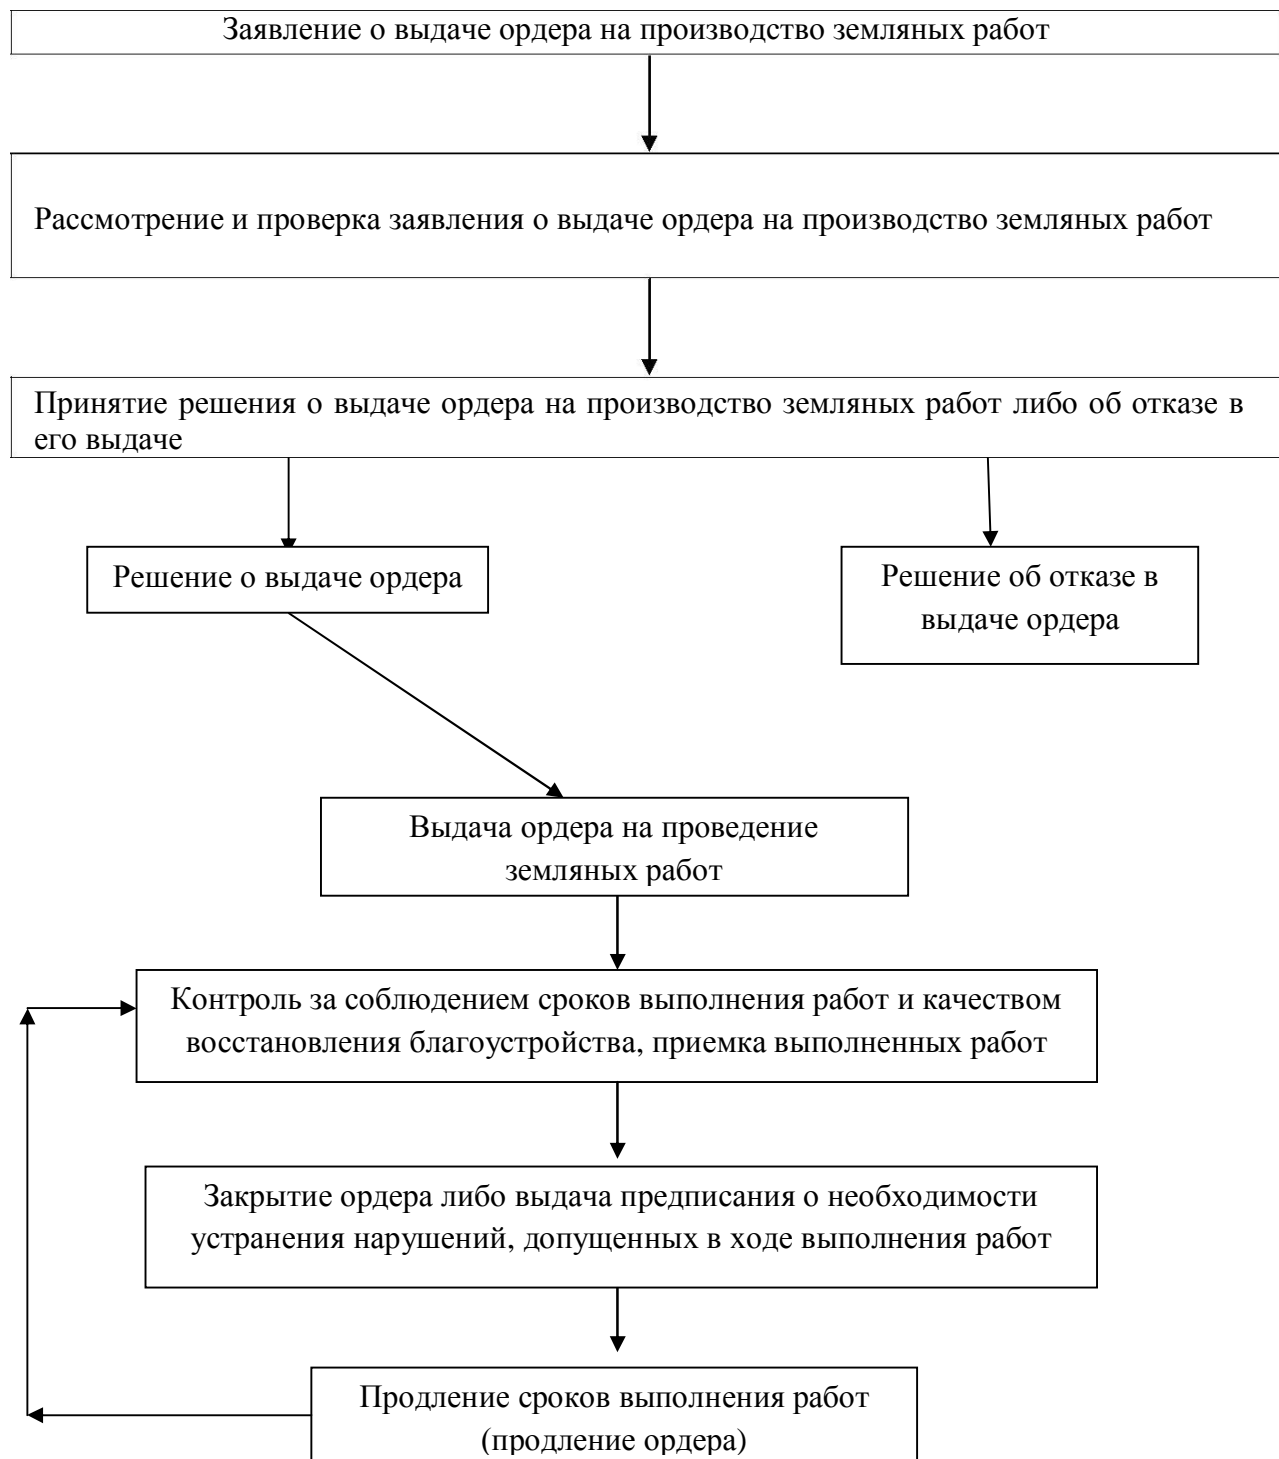 Заявление о выдаче ордера на производство земляных работ
Рассмотрение и проверка заявления о выдаче ордера на производство земляных работ
Принятие решения о выдаче ордера на производство земляных работ либо об отказе в
его выдаче
Решение о выдаче ордера
Решение об отказе в
выдаче ордера
Выдача ордера на проведение
земляных работ
Контроль за соблюдением сроков выполнения работ и качеством
восстановления благоустройства, приемка выполненных работ
Закрытие ордера либо выдача предписания о необходимости
устранения нарушений, допущенных в ходе выполнения работ
Продление сроков выполнения работ
(продление ордера)